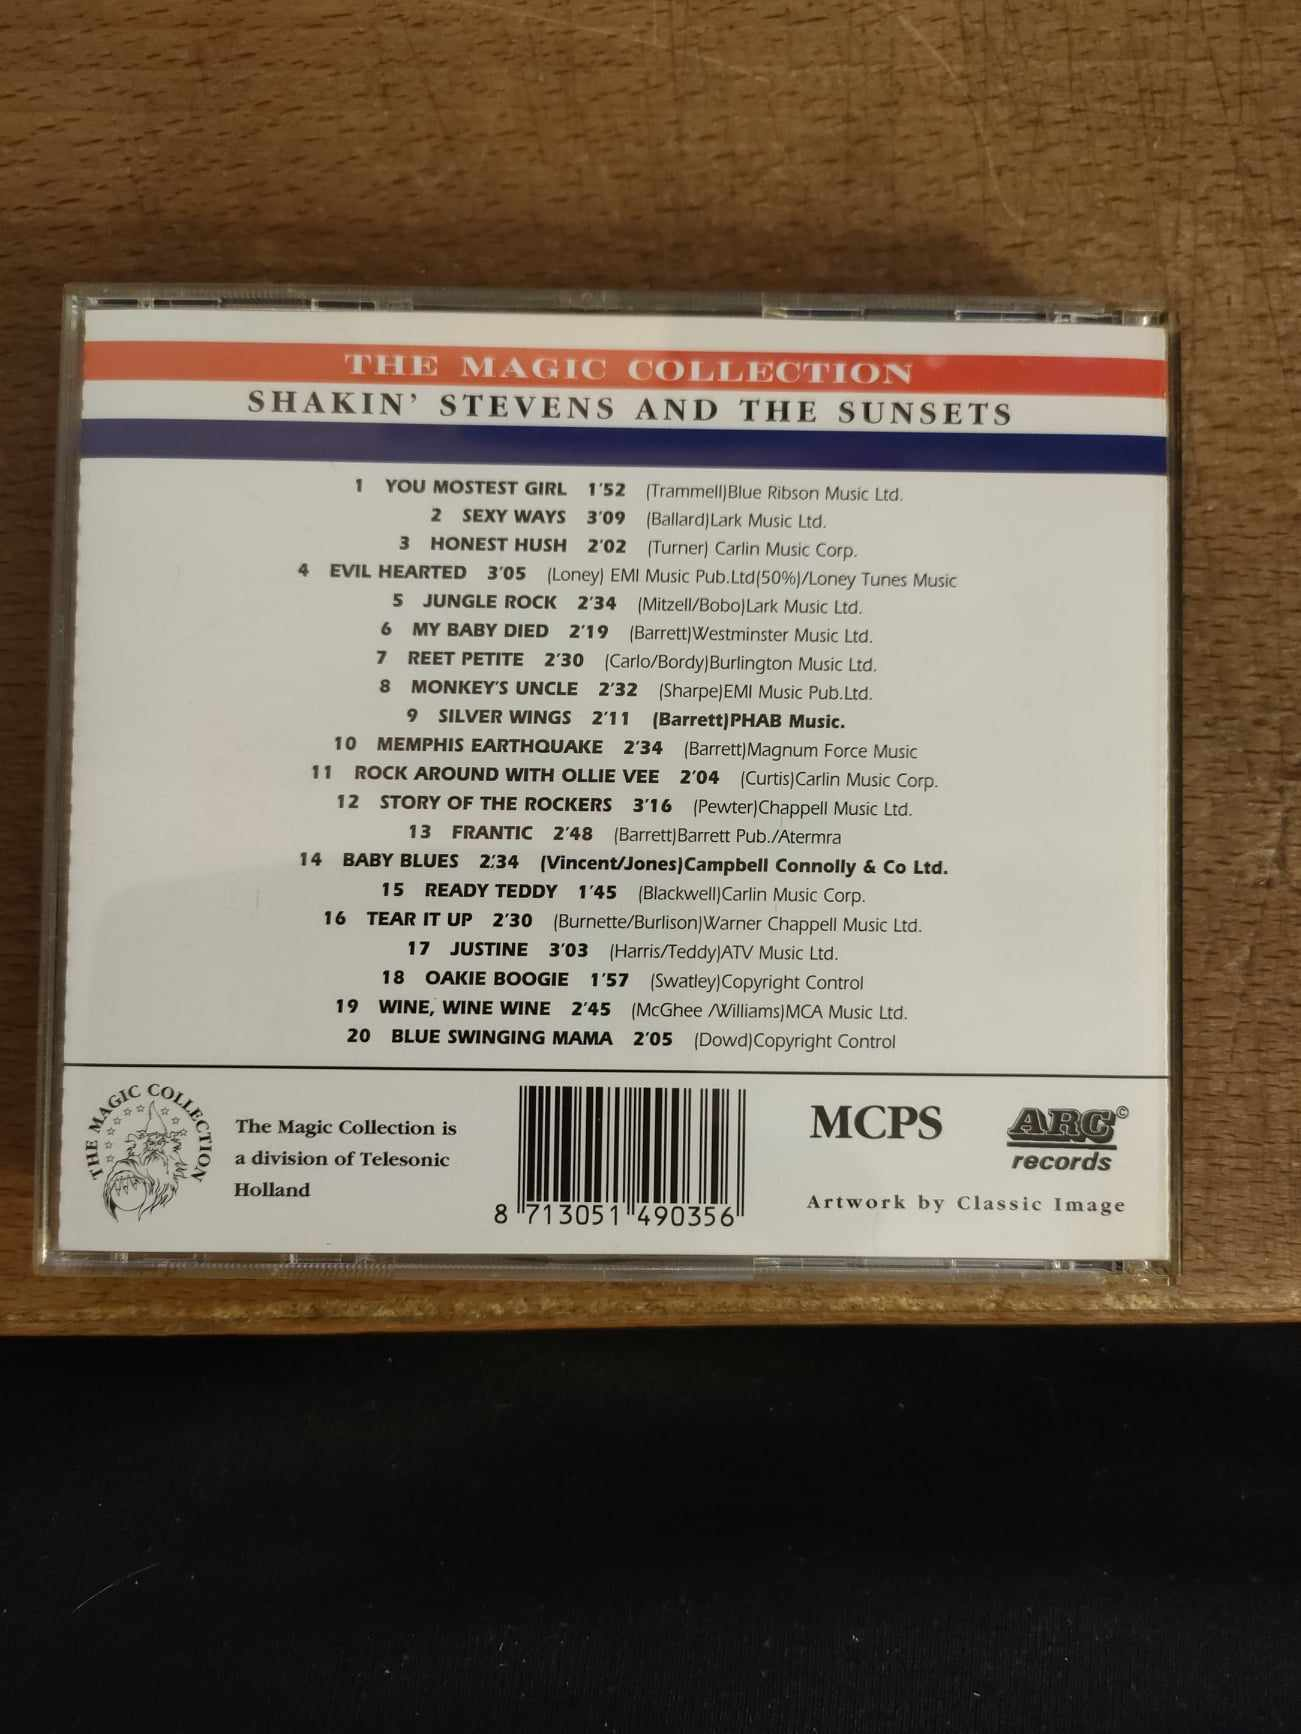 THE MAGIC COLLECTION
SHAKIN' STEVENS AND THE SUNSETS
1 YOU MOSTEST GIRL 1'52 (Trammell)Blue Ribson Music Ltd.
2 SEXY WAYS 3'09 (Ballard)Lark Music Ltd.
3 HONEST HUSH 2'02 (Turner) Carlin Music Corp.
4 EVIL HEARTED 3'05 (Loney) EMI Music Pub.Ltd(50%)/Loney Tunes Music
5 JUNGLE ROCK 2'34 (Mitzell/Bobo)Lark Music Ltd.
6 MY BABY DIED 2'19 (Barrett)Westminster Music Ltd.
7 REET PETITE 2'30 (Carlo/Bordy)Burlington Music Ltd.
8 MONKEY'S UNCLE 2'32 (Sharpe)EMI Music Pub.Ltd.
9 SILVER WINGS 2'11 (Barrett)PHAB Music.
10 MEMPHIS EARTHQUAKE 2'34 (Barrett)Magnum Force Music
11 ROCK AROUND WITH OLLIE VEE 2'04 (Curtis)Carlin Music Corp.
12 STORY OF THE ROCKERS 3'16 (Pewter)Chappell Music Ltd.
13 FRANTIC 2'48 (Barrett)Barrett Pub./Atermra
14 BABY BLUES 2'34 (Vincent/Jones)Campbell Connolly & Co Ltd.
15 READY TEDDY 1'45 (Blackwell)Carlin Music Corp.
16 TEAR IT UP 2'30 (Burnette/Burlison)Warner Chappell Music Ltd.
17 JUSTINE 3'03 (Harris/Teddy)ATV Music Ltd.
18 OAKIE BOOGIE 1'57 (Swatley)Copyright Control
19 WINE, WINE WINE 2'45 (McGhee /Williams)MCA Music Ltd.
20 BLUE SWINGING MAMA 2'05 (Dowd)Copyright Control
THE MAGIC COLLECTION
The Magic Collection is
a division of Telesonic
Holland
8 713051 490356
MCPS
ARC©
records
Artwork by Classic Image